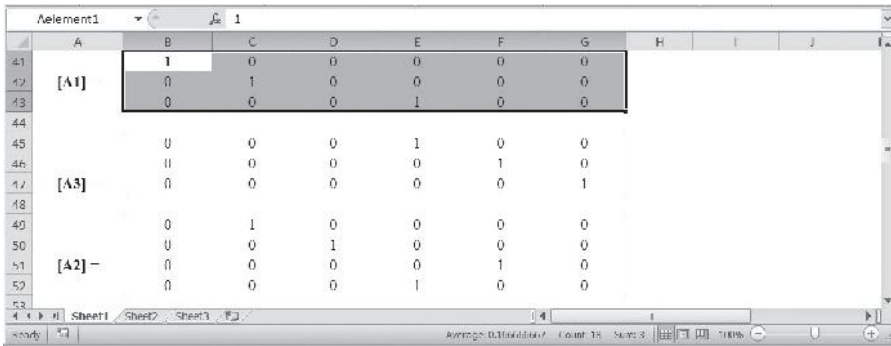 Aelement1 fx 1
A B C D E F G H I J
41 1 0 0 0 0 0
42 [A1] 0 1 0 0 0 0
43 0 0 0 1 0 0
44
45 0 0 0 1 0 0
46 0 0 0 0 1 0
47 [A3] 0 0 0 0 0 1
48
49 0 1 0 0 0 0
50 0 0 1 0 0 0
51 [A2] = 0 0 0 0 1 0
52 0 0 0 1 0 0
53
Sheet1 Sheet2 Sheet3
Ready Average: 0.166666667 Count: 18 Sum: 3 100%